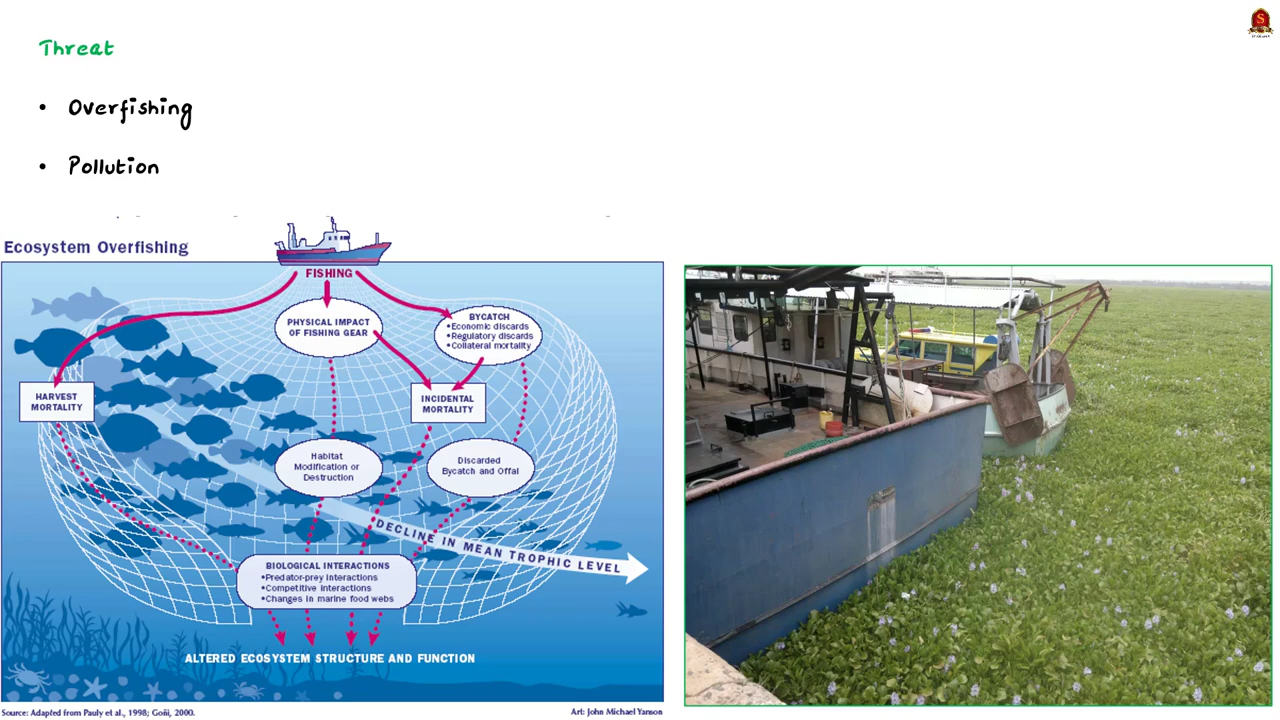 Threat
• Overfishing
• Pollution
Ecosystem Overfishing
FISHING
PHYSICAL IMPACT
OF FISHING GEAR
BYCATCH
•Economic discards
•Regulatory discards
•Collateral mortality
HARVEST
MORTALITY
INCIDENTAL
MORTALITY
Habitat
Modification or
Destruction
Discarded
Bycatch and Offal
DECLINE IN MEAN TROPHIC LEVEL
BIOLOGICAL INTERACTIONS
•Predator-prey interactions
•Competitive interactions
•Changes in marine food webs
ALTERED ECOSYSTEM STRUCTURE AND FUNCTION
Source: Adapted from Pauly et al., 1998; Goñi, 2000.
Art: John Michael Yanson
S